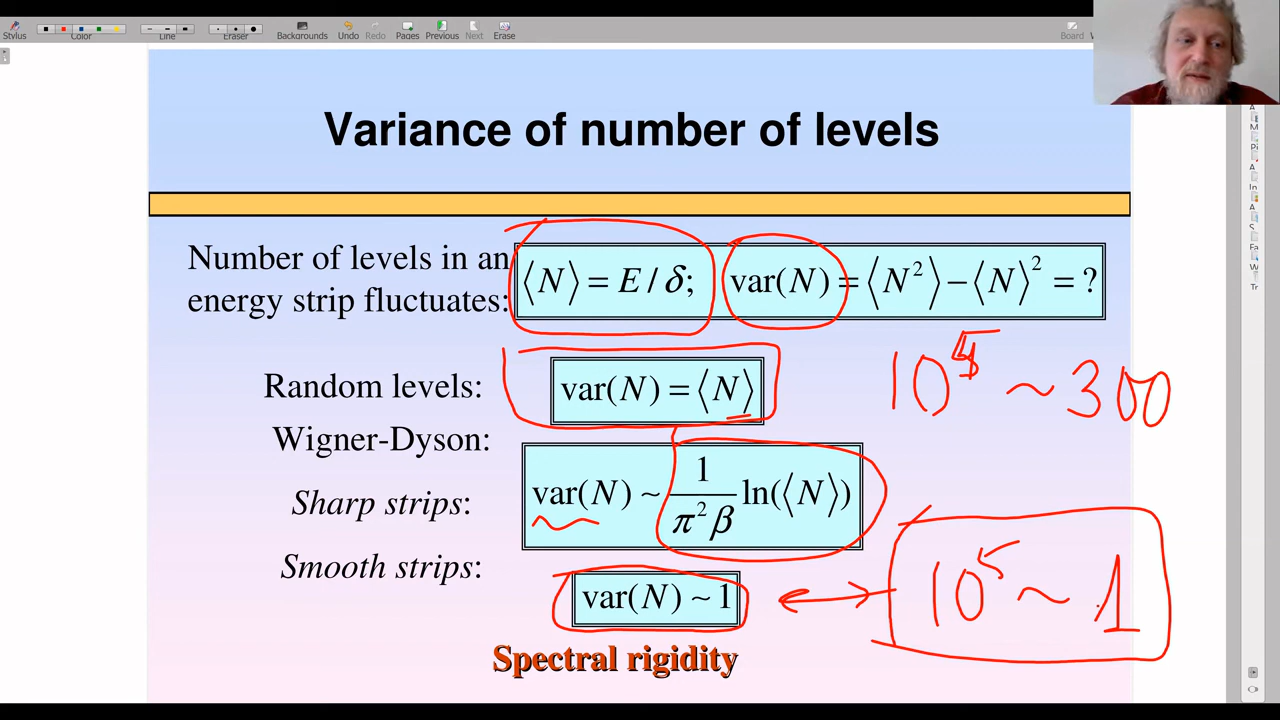 Stylus Color Line Eraser Backgrounds Undo Redo Pages Previous Next Erase Board
Variance of number of levels
Number of levels in an
energy strip fluctuates:
⟨N⟩ = E / δ; var(N) = ⟨N²⟩ − ⟨N⟩² = ?
Random levels:
var(N) = ⟨N⟩
10⁵ ~ 300
Wigner-Dyson:
Sharp strips:
var(N) ~ 1/(π²β) ln(⟨N⟩)
Smooth strips:
var(N) ~ 1
10⁵ ~ 1
Spectral rigidity